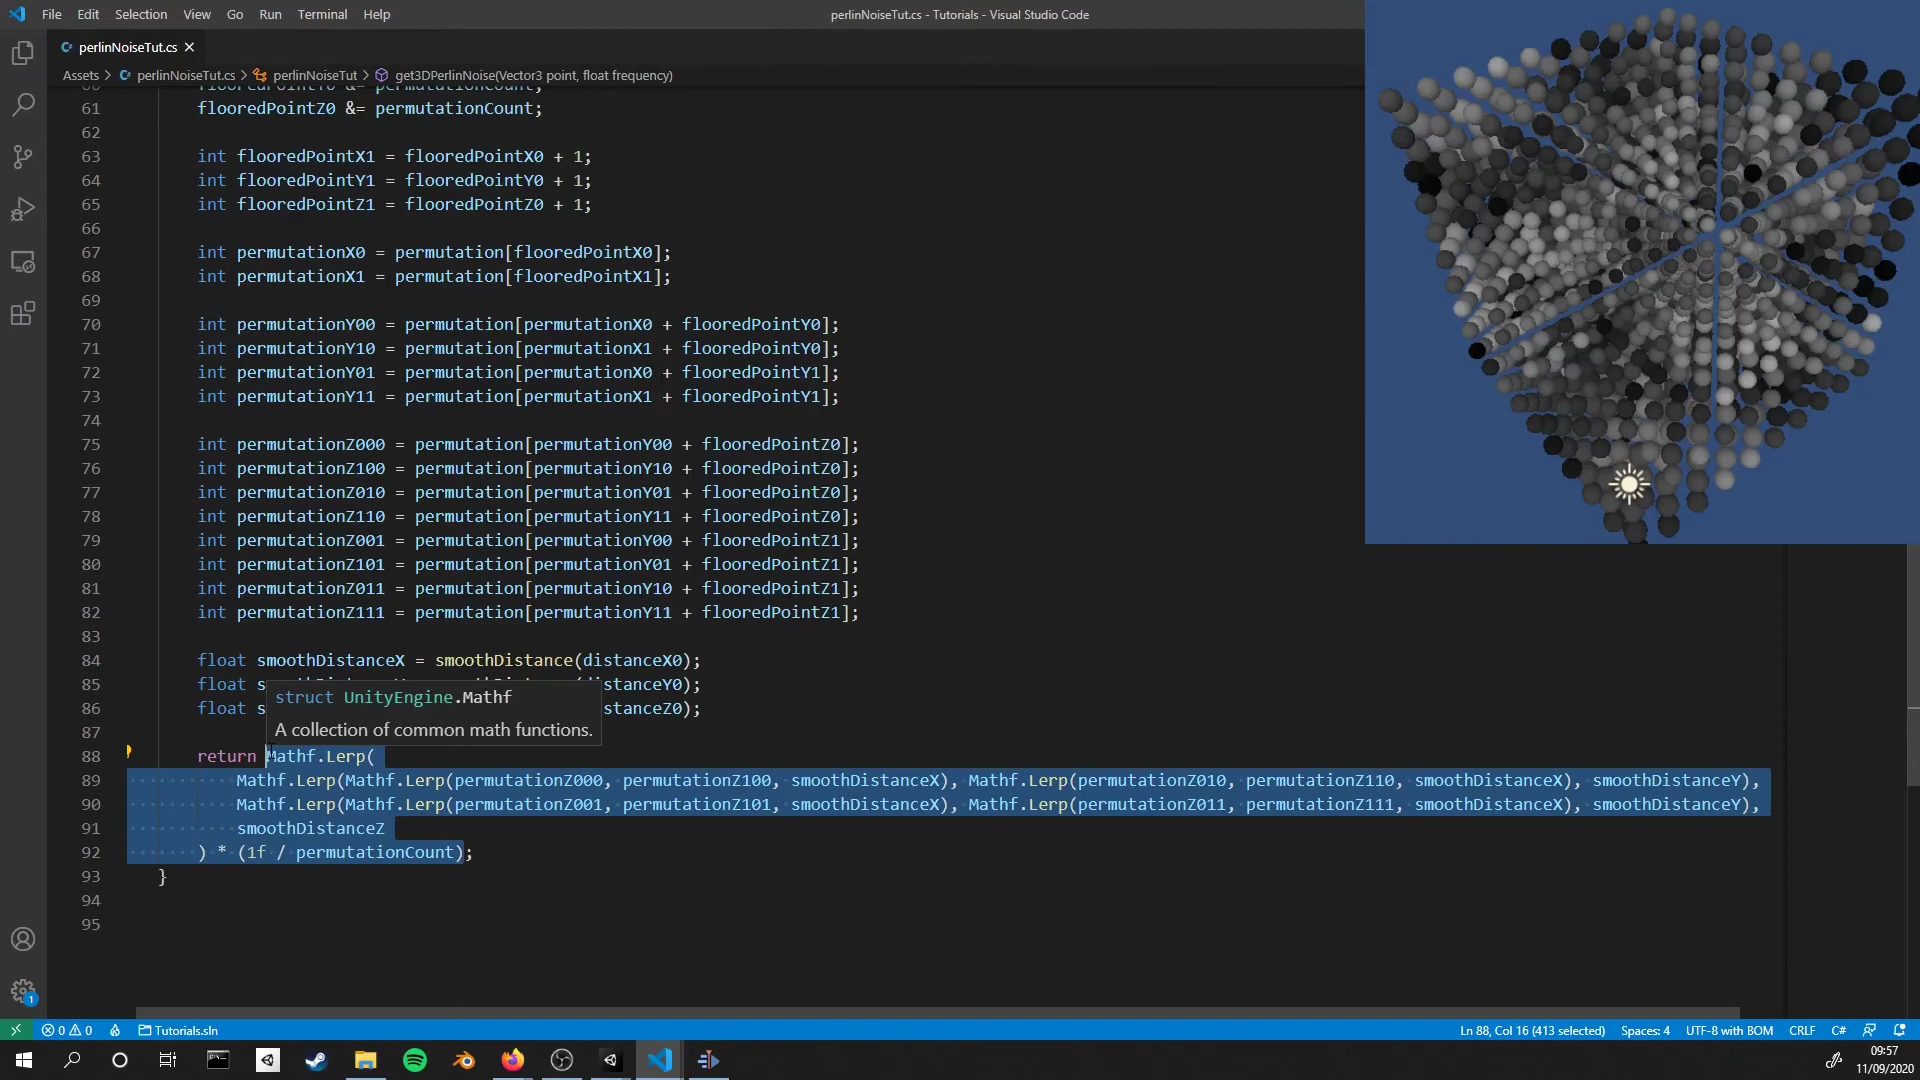 File Edit Selection View Go Run Terminal Help
perlinNoiseTut.cs - Tutorials - Visual Studio Code
perlinNoiseTut.cs
Assets > perlinNoiseTut.cs > perlinNoiseTut > get3DPerlinNoise(Vector3 point, float frequency)
60 flooredPointY0 &= permutationCount;
61 flooredPointZ0 &= permutationCount;
62
63 int flooredPointX1 = flooredPointX0 + 1;
64 int flooredPointY1 = flooredPointY0 + 1;
65 int flooredPointZ1 = flooredPointZ0 + 1;
66
67 int permutationX0 = permutation[flooredPointX0];
68 int permutationX1 = permutation[flooredPointX1];
69
70 int permutationY00 = permutation[permutationX0 + flooredPointY0];
71 int permutationY10 = permutation[permutationX1 + flooredPointY0];
72 int permutationY01 = permutation[permutationX0 + flooredPointY1];
73 int permutationY11 = permutation[permutationX1 + flooredPointY1];
74
75 int permutationZ000 = permutation[permutationY00 + flooredPointZ0];
76 int permutationZ100 = permutation[permutationY10 + flooredPointZ0];
77 int permutationZ010 = permutation[permutationY01 + flooredPointZ0];
78 int permutationZ110 = permutation[permutationY11 + flooredPointZ0];
79 int permutationZ001 = permutation[permutationY00 + flooredPointZ1];
80 int permutationZ101 = permutation[permutationY01 + flooredPointZ1];
81 int permutationZ011 = permutation[permutationY10 + flooredPointZ1];
82 int permutationZ111 = permutation[permutationY11 + flooredPointZ1];
83
84 float smoothDistanceX = smoothDistance(distanceX0);
85 float s distanceY0);
86 float s stanceZ0);
struct UnityEngine.Mathf
A collection of common math functions.
87
88 return Mathf.Lerp(
89 Mathf.Lerp(Mathf.Lerp(permutationZ000, permutationZ100, smoothDistanceX), Mathf.Lerp(permutationZ010, permutationZ110, smoothDistanceX), smoothDistanceY),
90 Mathf.Lerp(Mathf.Lerp(permutationZ001, permutationZ101, smoothDistanceX), Mathf.Lerp(permutationZ011, permutationZ111, smoothDistanceX), smoothDistanceY),
91 smoothDistanceZ
92 ) * (1f / permutationCount);
93 }
94
95
1
0 0 Tutorials.sln Ln 88, Col 16 (413 selected) Spaces: 4 UTF-8 with BOM CRLF C#
09:57
11/09/2020